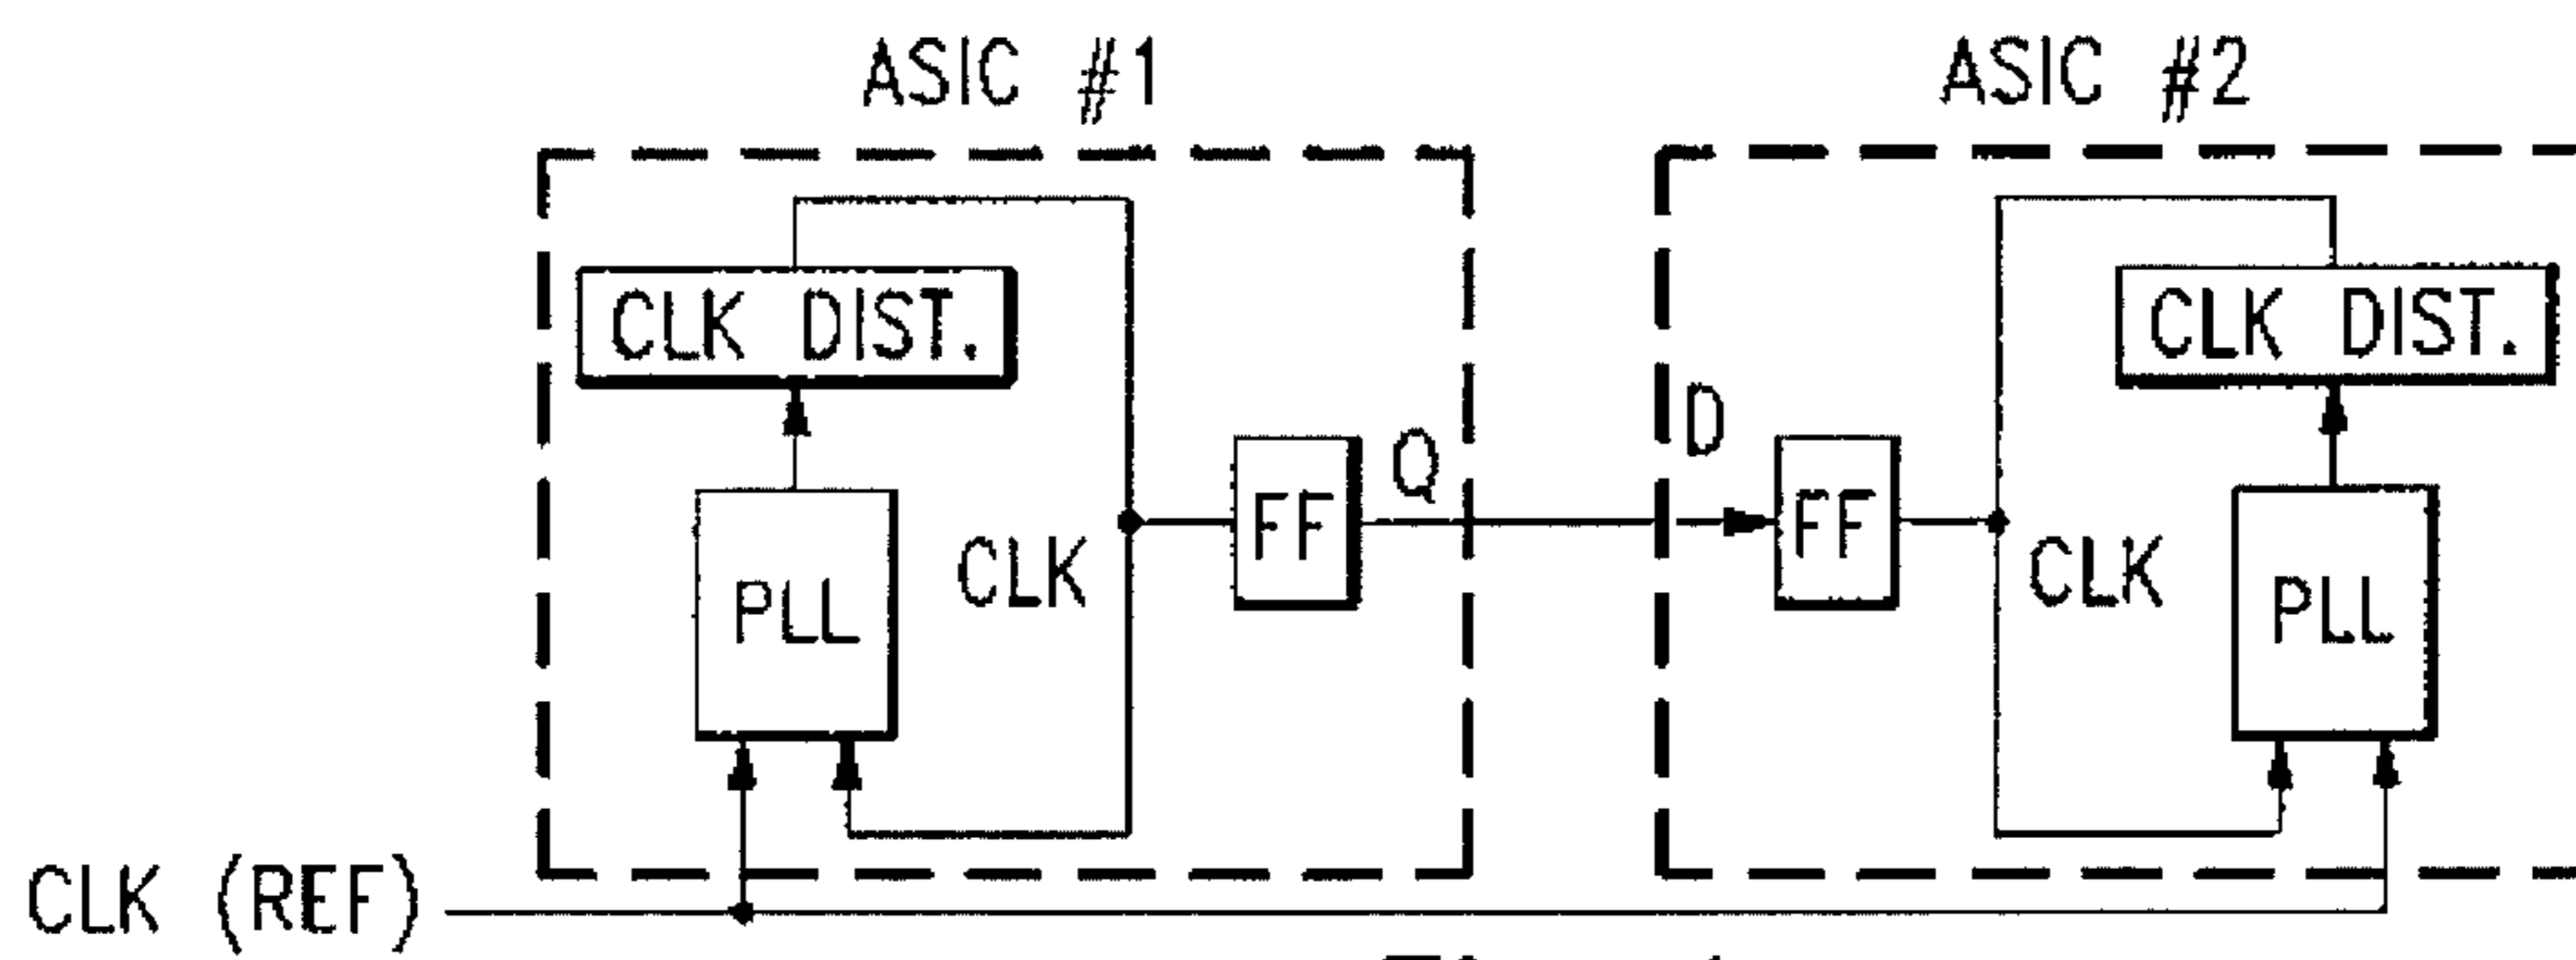 ASIC #1
ASIC #2
CLK DIST.
CLK DIST.
Q
D
FF
FF
CLK
CLK
PLL
PLL
CLK (REF)